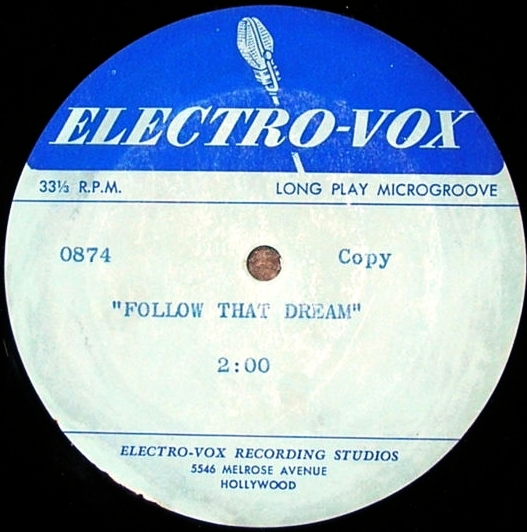 ELECTRO-VOX
33⅓ R.P.M. LONG PLAY MICROGROOVE
0874 Copy
"FOLLOW THAT DREAM"
2:00
ELECTRO-VOX RECORDING STUDIOS
5546 MELROSE AVENUE
HOLLYWOOD